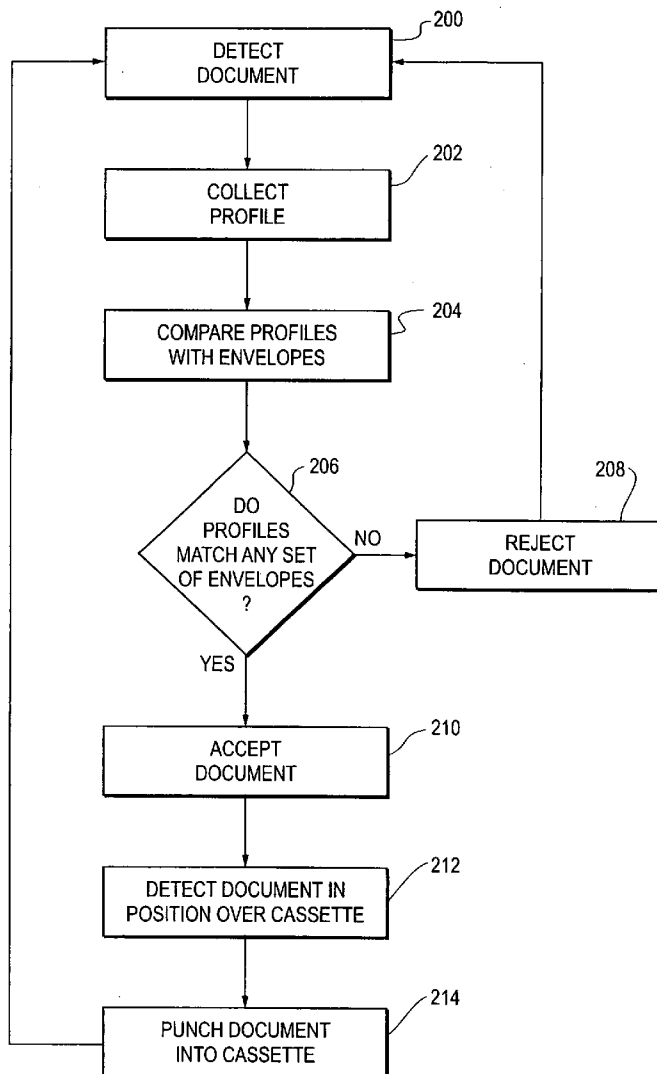 200
DETECT
DOCUMENT
202
COLLECT
PROFILE
204
COMPARE PROFILES
WITH ENVELOPES
206
DO
PROFILES
MATCH ANY SET
OF ENVELOPES
?
NO
208
REJECT
DOCUMENT
YES
210
ACCEPT
DOCUMENT
212
DETECT DOCUMENT IN
POSITION OVER CASSETTE
214
PUNCH DOCUMENT
INTO CASSETTE